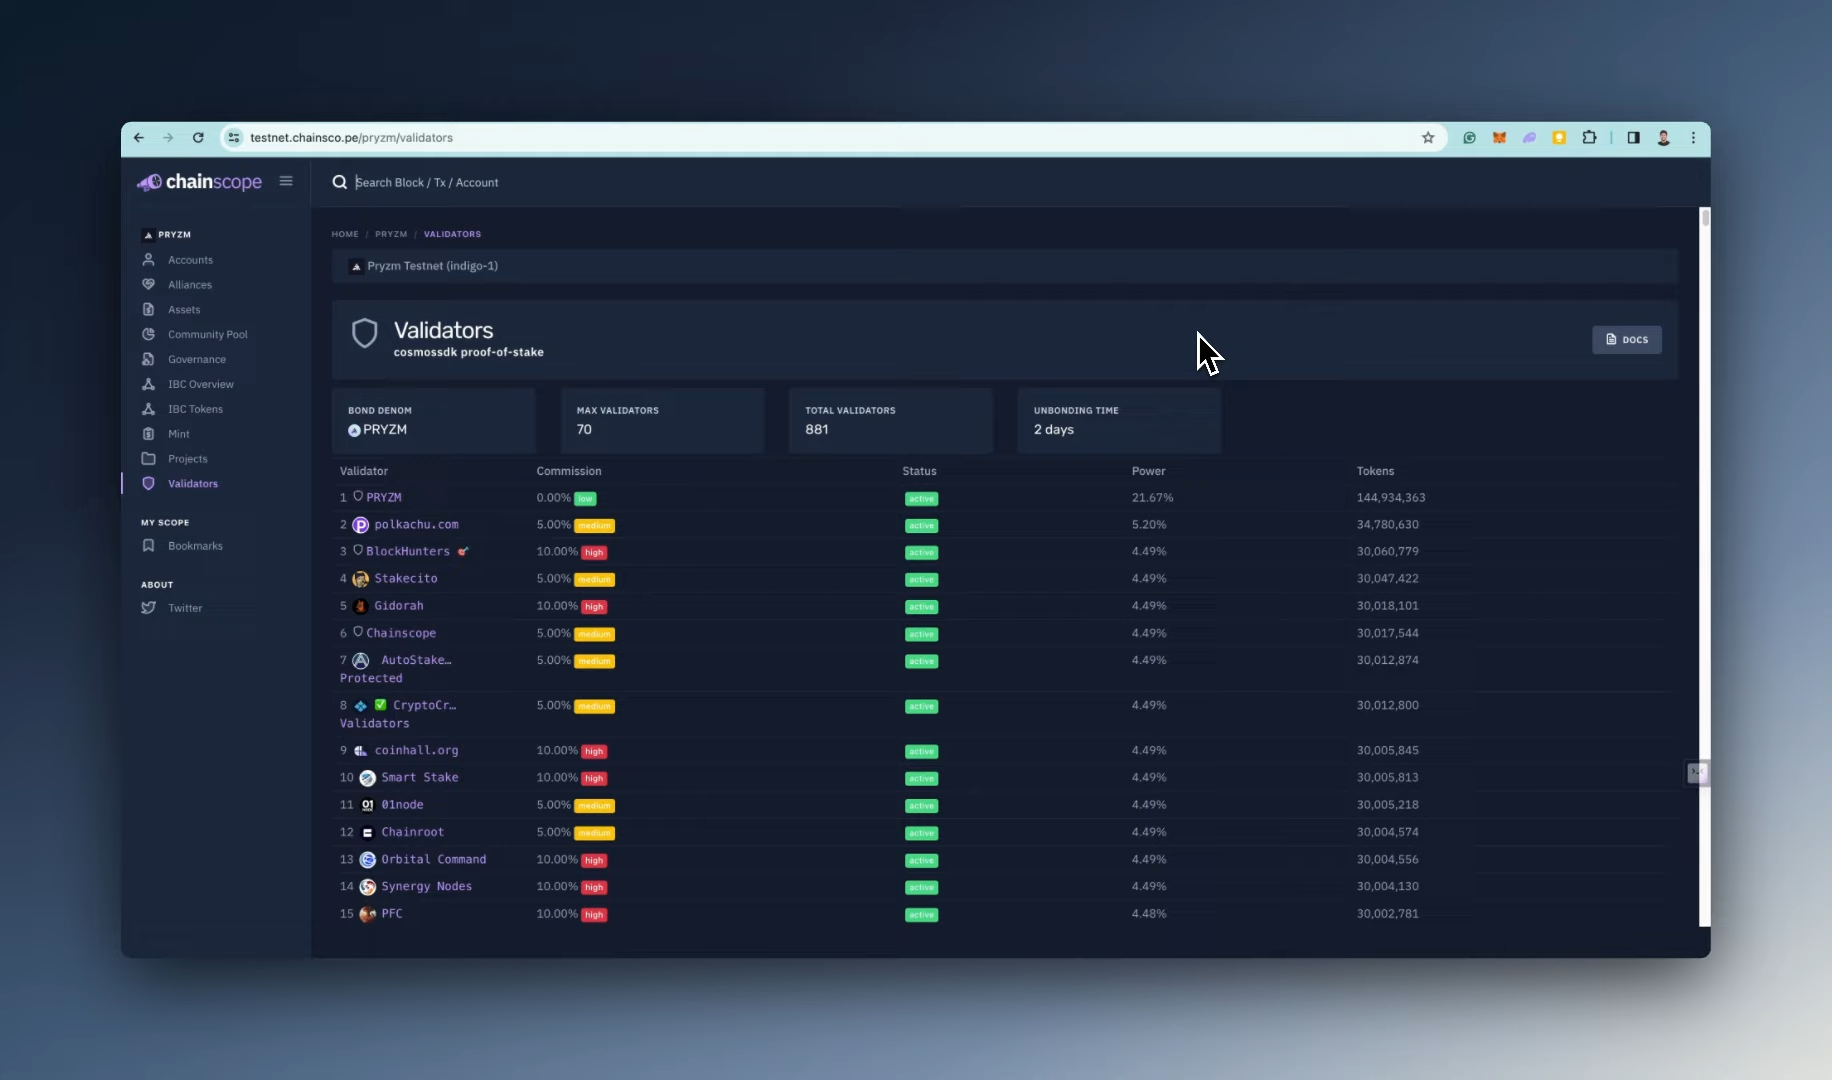 testnet.chainsco.pe/pryzm/validators
chainscope
Search Block / Tx / Account
PRYZM
Accounts
Alliances
Assets
Community Pool
Governance
IBC Overview
IBC Tokens
Mint
Projects
Validators
MY SCOPE
Bookmarks
ABOUT
Twitter
HOME / PRYZM / VALIDATORS
Pryzm Testnet (indigo-1)
Validators
cosmossdk proof-of-stake
DOCS
BOND DENOM
PRYZM
MAX VALIDATORS
70
TOTAL VALIDATORS
881
UNBONDING TIME
2 days
Validator Commission Status Power Tokens
1 PRYZM 0.00% low active 21.67% 144,934,363
2 polkachu.com 5.00% medium active 5.20% 34,780,630
3 BlockHunters 10.00% high active 4.49% 30,060,779
4 Stakecito 5.00% medium active 4.49% 30,047,422
5 Gidorah 10.00% high active 4.49% 30,018,101
6 Chainscope 5.00% medium active 4.49% 30,017,544
7 AutoStake… 5.00% medium active 4.49% 30,012,874
Protected
8 ✅ CryptoCr… 5.00% medium active 4.49% 30,012,800
Validators
9 coinhall.org 10.00% high active 4.49% 30,005,845
10 Smart Stake 10.00% high active 4.49% 30,005,813
11 01node 5.00% medium active 4.49% 30,005,218
12 Chainroot 5.00% medium active 4.49% 30,004,574
13 Orbital Command 10.00% high active 4.49% 30,004,556
14 Synergy Nodes 10.00% high active 4.49% 30,004,130
15 PFC 10.00% high active 4.48% 30,002,781